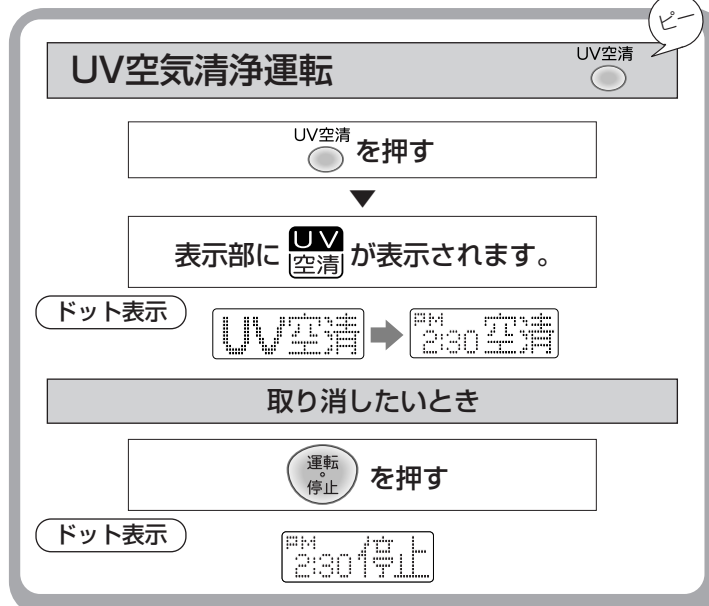 ピー
UV空気清浄運転
UV空清
UV空清 を押す
▼
表示部に UV 空清 が表示されます。
ドット表示
UV空清 PM 2:30 空清
取り消したいとき
運転・停止 を押す
ドット表示
PM 2:30 停止